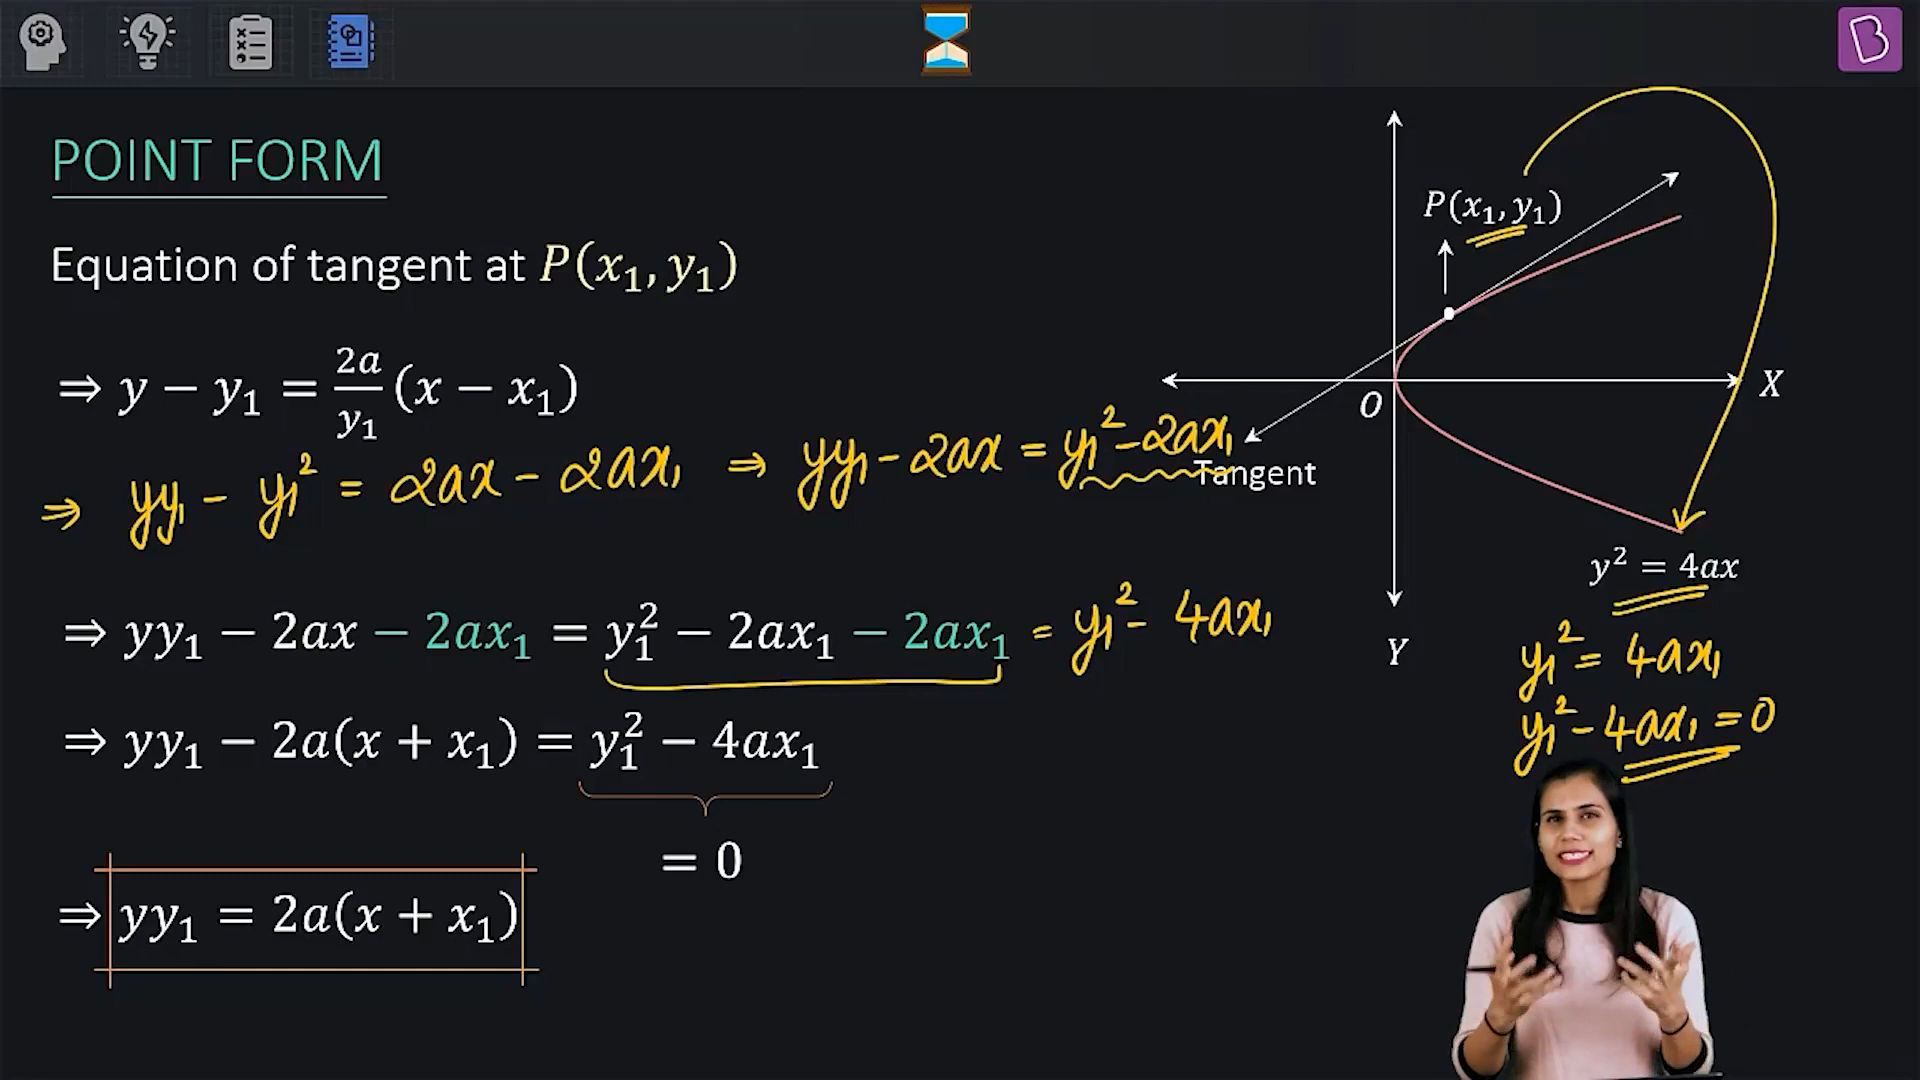 POINT FORM
Equation of tangent at P(x₁, y₁)
⇒ y − y₁ = 2a/y₁ (x − x₁)
⇒ yy₁ − y₁² = 2ax − 2ax₁ ⇒ yy₁ − 2ax = y₁² − 2ax₁
⇒ yy₁ − 2ax − 2ax₁ = y₁² − 2ax₁ − 2ax₁ = y₁² − 4ax₁
⇒ yy₁ − 2a(x + x₁) = y₁² − 4ax₁
= 0
⇒ yy₁ = 2a(x + x₁)
P(x₁, y₁)
X
O
Tangent
Y
y² = 4ax
y₁² = 4ax₁
y₁² − 4ax₁ = 0
B